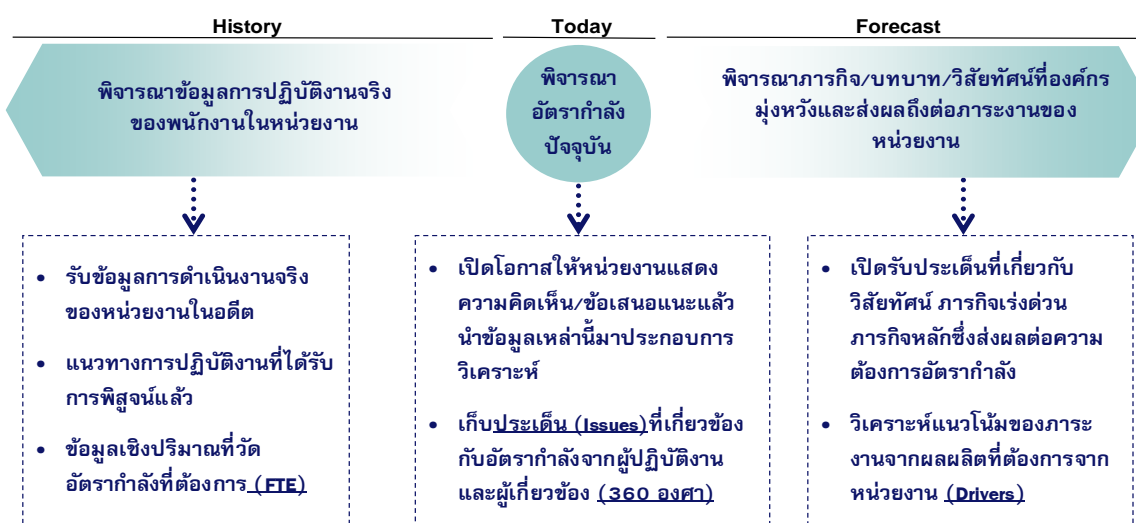 History
Today
Forecast
พิจารณาข้อมูลการปฏิบัติงานจริง
ของพนักงานในหน่วยงาน
พิจารณา
อัตรากำลัง
ปัจจุบัน
พิจารณาภารกิจ/บทบาท/วิสัยทัศน์ที่องค์กร
มุ่งหวังและส่งผลถึงต่อภาระงานของ
หน่วยงาน
• รับข้อมูลการดำเนินงานจริง
ของหน่วยงานในอดีต
• แนวทางการปฏิบัติงานที่ได้รับ
การพิสูจน์แล้ว
• ข้อมูลเชิงปริมาณที่วัด
อัตรากำลังที่ต้องการ (FTE)
• เปิดโอกาสให้หน่วยงานแสดง
ความคิดเห็น/ข้อเสนอแนะแล้ว
นำข้อมูลเหล่านี้มาประกอบการ
วิเคราะห์
• เก็บประเด็น (Issues)ที่เกี่ยวข้อง
กับอัตรากำลังจากผู้ปฏิบัติงาน
และผู้เกี่ยวข้อง (360 องศา)
• เปิดรับประเด็นที่เกี่ยวกับ
วิสัยทัศน์ ภารกิจเร่งด่วน
ภารกิจหลักซึ่งส่งผลต่อความ
ต้องการอัตรากำลัง
• วิเคราะห์แนวโน้มของภาระ
งานจากผลผลิตที่ต้องการจาก
หน่วยงาน (Drivers)